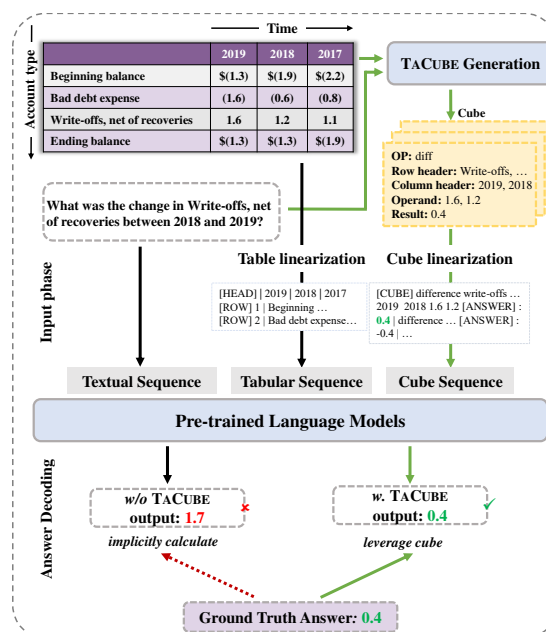 Time
Account type
2019 2018 2017
Beginning balance $(1.3) $(1.9) $(2.2)
Bad debt expense (1.6) (0.6) (0.8)
Write-offs, net of recoveries 1.6 1.2 1.1
Ending balance $(1.3) $(1.3) $(1.9)
TACUBE Generation
Cube
OP: diff
Row header: Write-offs, …
Column header: 2019, 2018
Operand: 1.6, 1.2
Result: 0.4
What was the change in Write-offs, net
of recoveries between 2018 and 2019?
Input phase
Table linearization
Cube linearization
[HEAD] | 2019 | 2018 | 2017
[ROW] 1 | Beginning …
[ROW] 2 | Bad debt expense…
[CUBE] difference write-offs …
2019 2018 1.6 1.2 [ANSWER] :
0.4 | difference … [ANSWER] :
-0.4 | …
Textual Sequence
Tabular Sequence
Cube Sequence
Pre-trained Language Models
Answer Decoding
w/o TACUBE
output: 1.7
implicitly calculate
w. TACUBE
output: 0.4
leverage cube
Ground Truth Answer: 0.4